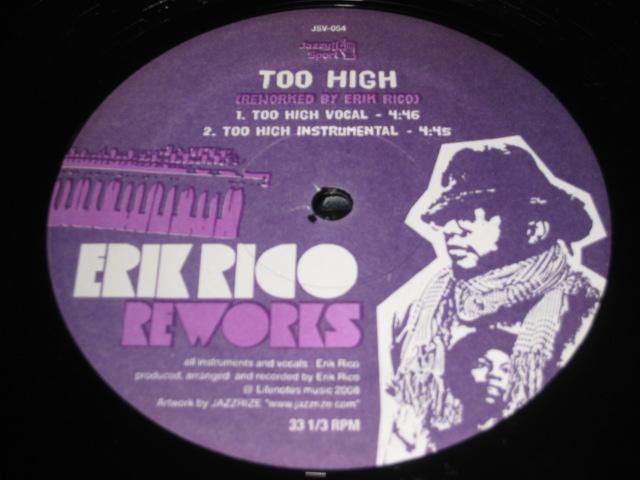 JSV-054
Jazzy Sport
TOO HIGH
(REWORKED BY ERIK RICO)
1. TOO HIGH VOCAL - 4:46
2. TOO HIGH INSTRUMENTAL - 4:45
ERIK RICO
REWORKS
all instruments and vocals : Erik Rico
produced, arranged and recorded by Erik Rico
@ Lifenotes music 2008
Artwork by JAZZRIZE "www.jazzrize.com"
33 1/3 RPM